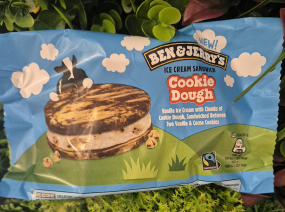 NEW!
BEN & JERRY'S
ICE CREAM SANDWICH
Cookie
Dough
Vanilla Ice Cream with Chunks of
Cookie Dough, Sandwiched Between
Two Vanilla & Cocoa Cookies
FAIRTRADE